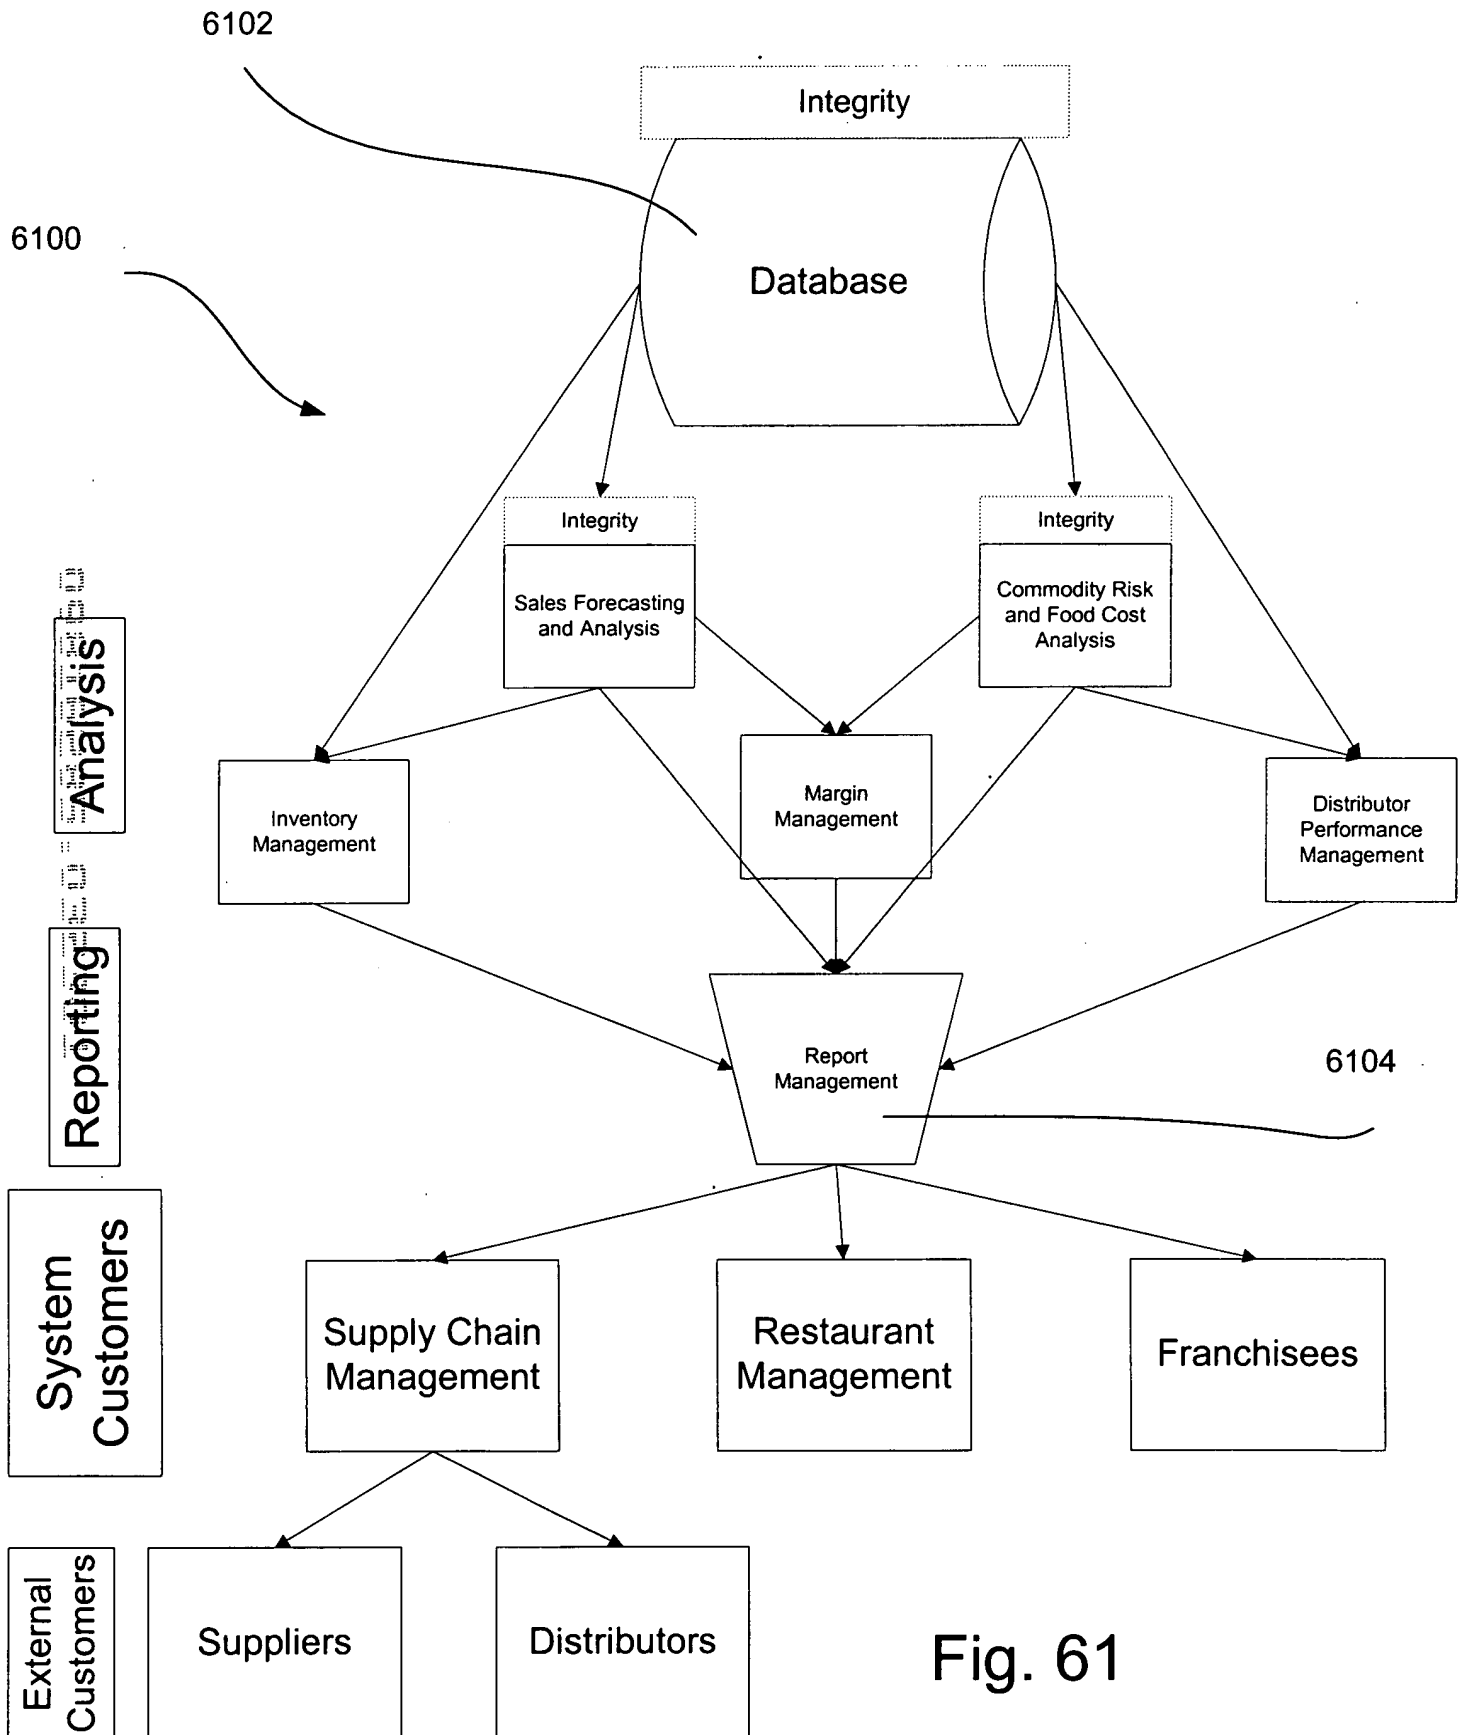 6102
Integrity
6100
Database
Integrity
Integrity
Sales Forecasting
and Analysis
Commodity Risk
and Food Cost
Analysis
Analysis
Inventory
Management
Margin
Management
Distributor
Performance
Management
Reporting
Report
Management
6104
System
Customers
Supply Chain
Management
Restaurant
Management
Franchisees
External
Customers
Suppliers
Distributors
Fig. 61